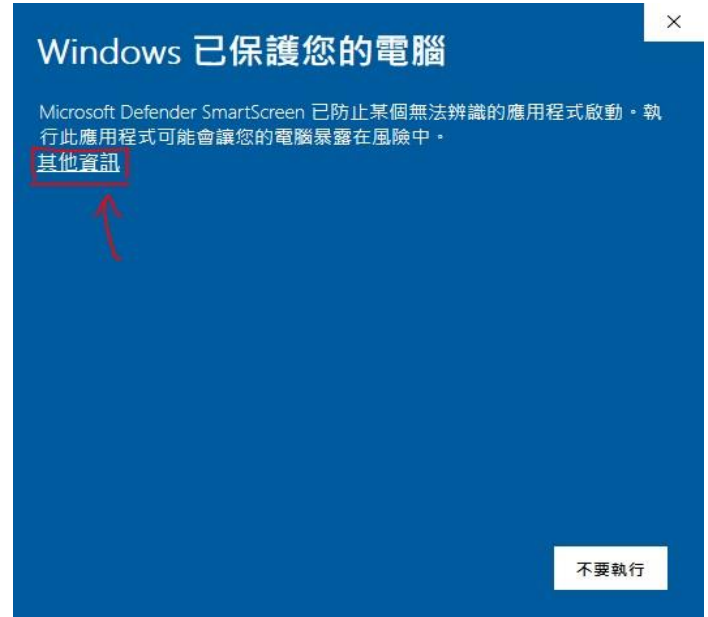 Windows 已保護您的電腦
Microsoft Defender SmartScreen 已防止某個無法辨識的應用程式啟動。執
行此應用程式可能會讓您的電腦暴露在風險中。
其他資訊
不要執行